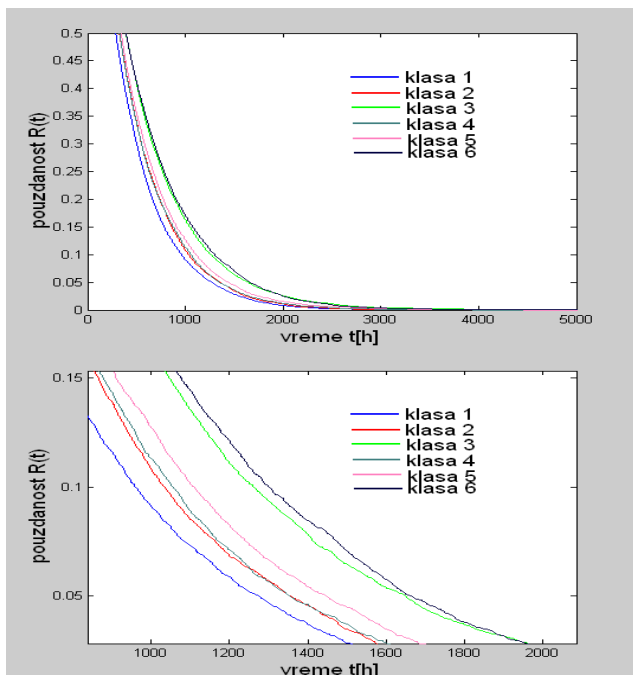 0.5
0.45
0.4
0.35
0.3
0.25
0.2
0.15
0.1
0.05
0
pouzdanost R(t)
klasa 1
klasa 2
klasa 3
klasa 4
klasa 5
klasa 6
0 1000 2000 3000 4000 5000
vreme t[h]
0.15
0.1
0.05
pouzdanost R(t)
klasa 1
klasa 2
klasa 3
klasa 4
klasa 5
klasa 6
1000 1200 1400 1600 1800 2000
vreme t[h]